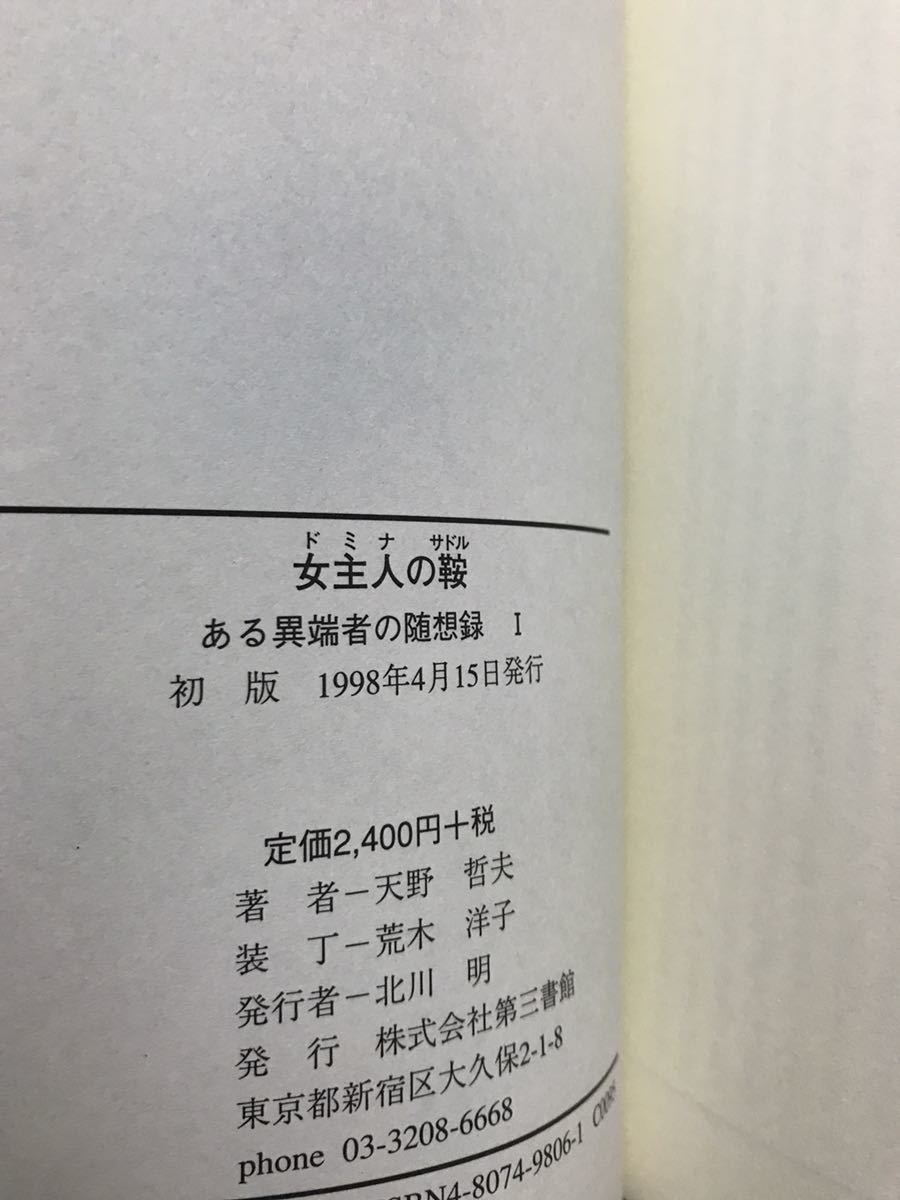 ドミナ サドル
女主人の鞍
ある異端者の随想録 I
初 版 1998年4月15日発行
定価2,400円+税
著 者－天野 哲夫
装 丁－荒木 洋子
発行者－北川 明
発 行 株式会社第三書館
東京都新宿区大久保2-1-8
phone 03-3208-6668
ISBN4-8074-9806-1